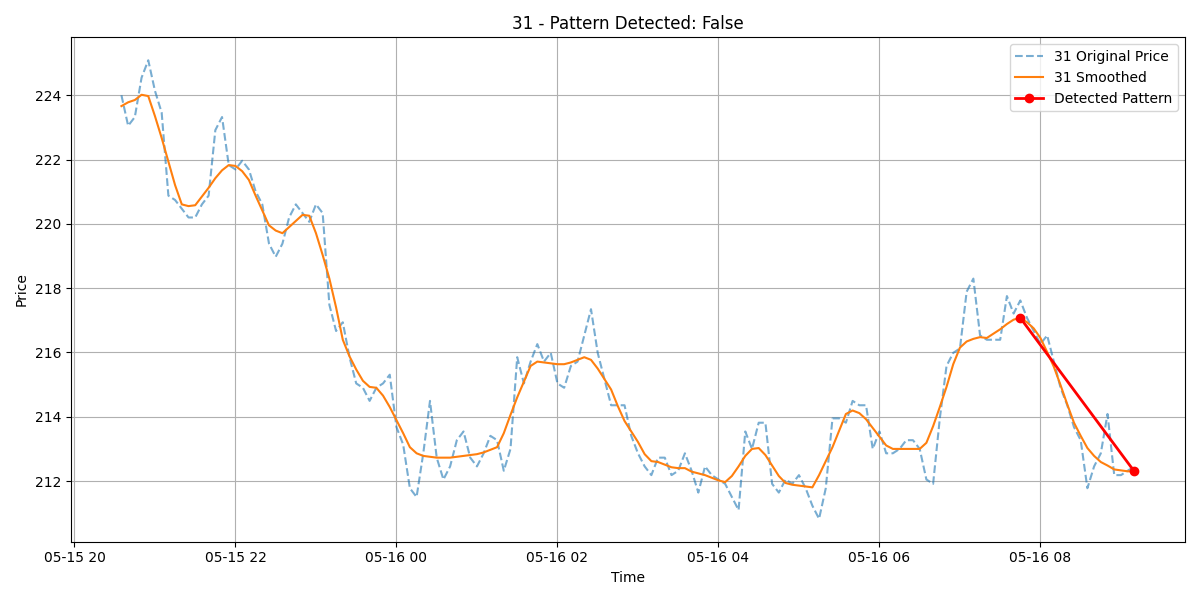 31 - Pattern Detected: False
31 Original Price
31 Smoothed
Detected Pattern
Price
224
222
220
218
216
214
212
05-15 20
05-15 22
05-16 00
05-16 02
05-16 04
05-16 06
05-16 08
Time